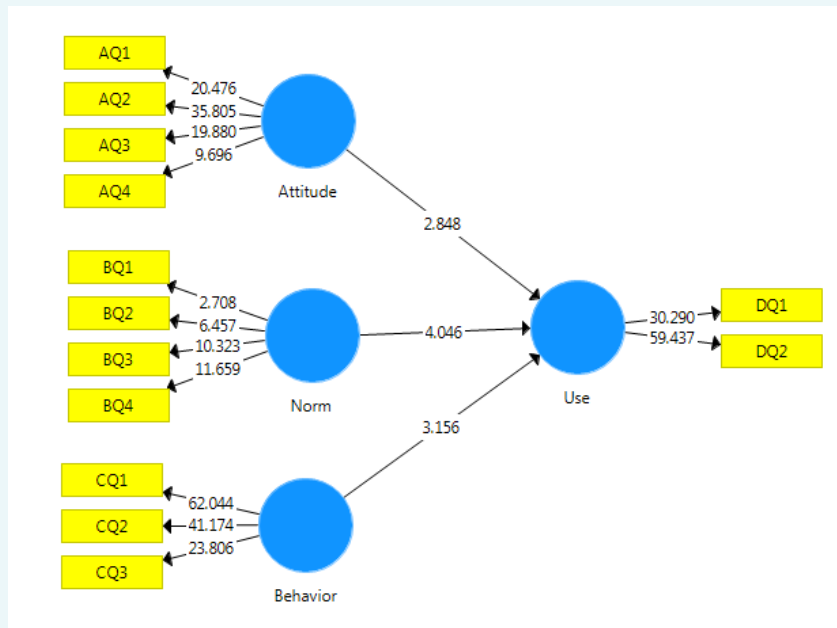 AQ1
20.476
AQ2
35.805
AQ3
19.880
9.696
AQ4
Attitude
2.848
BQ1
2.708
BQ2
6.457
BQ3
10.323
11.659
BQ4
Norm
4.046
CQ1
62.044
CQ2
41.174
23.806
CQ3
Behavior
3.156
Use
DQ1
30.290
59.437
DQ2